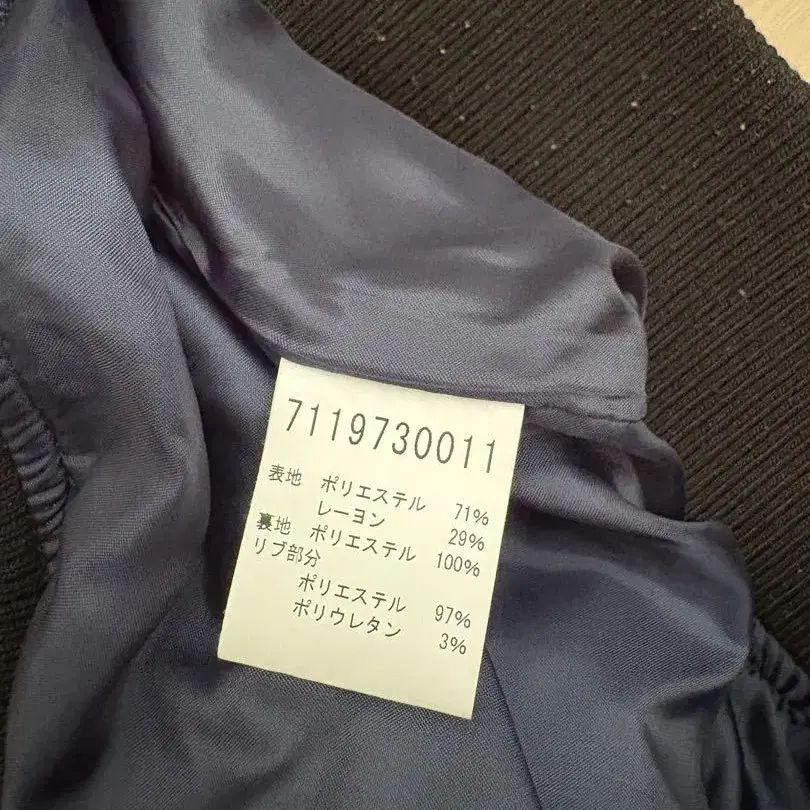 7119730011
表地 ポリエステル 71%
レーヨン 29%
裏地 ポリエステル 100%
リブ部分
ポリエステル 97%
ポリウレタン 3%